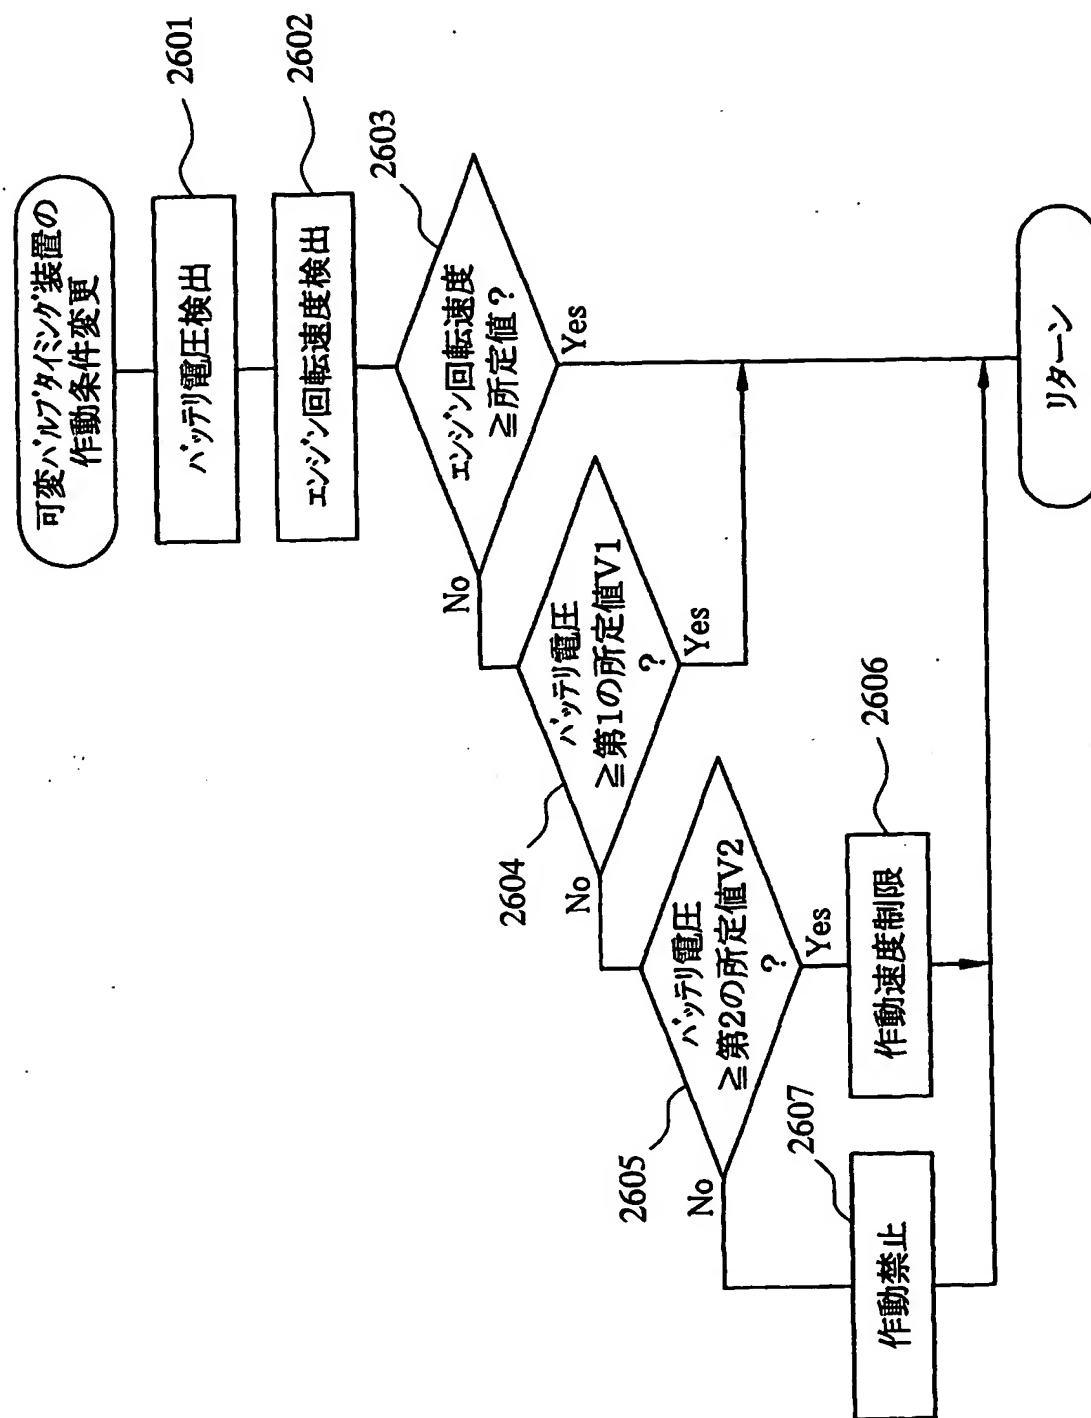 可変バルブタイミング装置の
作動条件変更
2601
バッテリ電圧検出
2602
エンジン回転速度検出
2603
エンジン回転速度
≧所定値?
Yes
No
2604
バッテリ電圧
≧第1の所定値V1
?
Yes
No
2605
バッテリ電圧
≧第2の所定値V2
?
Yes
No
2606
作動速度制限
2607
作動禁止
リターン